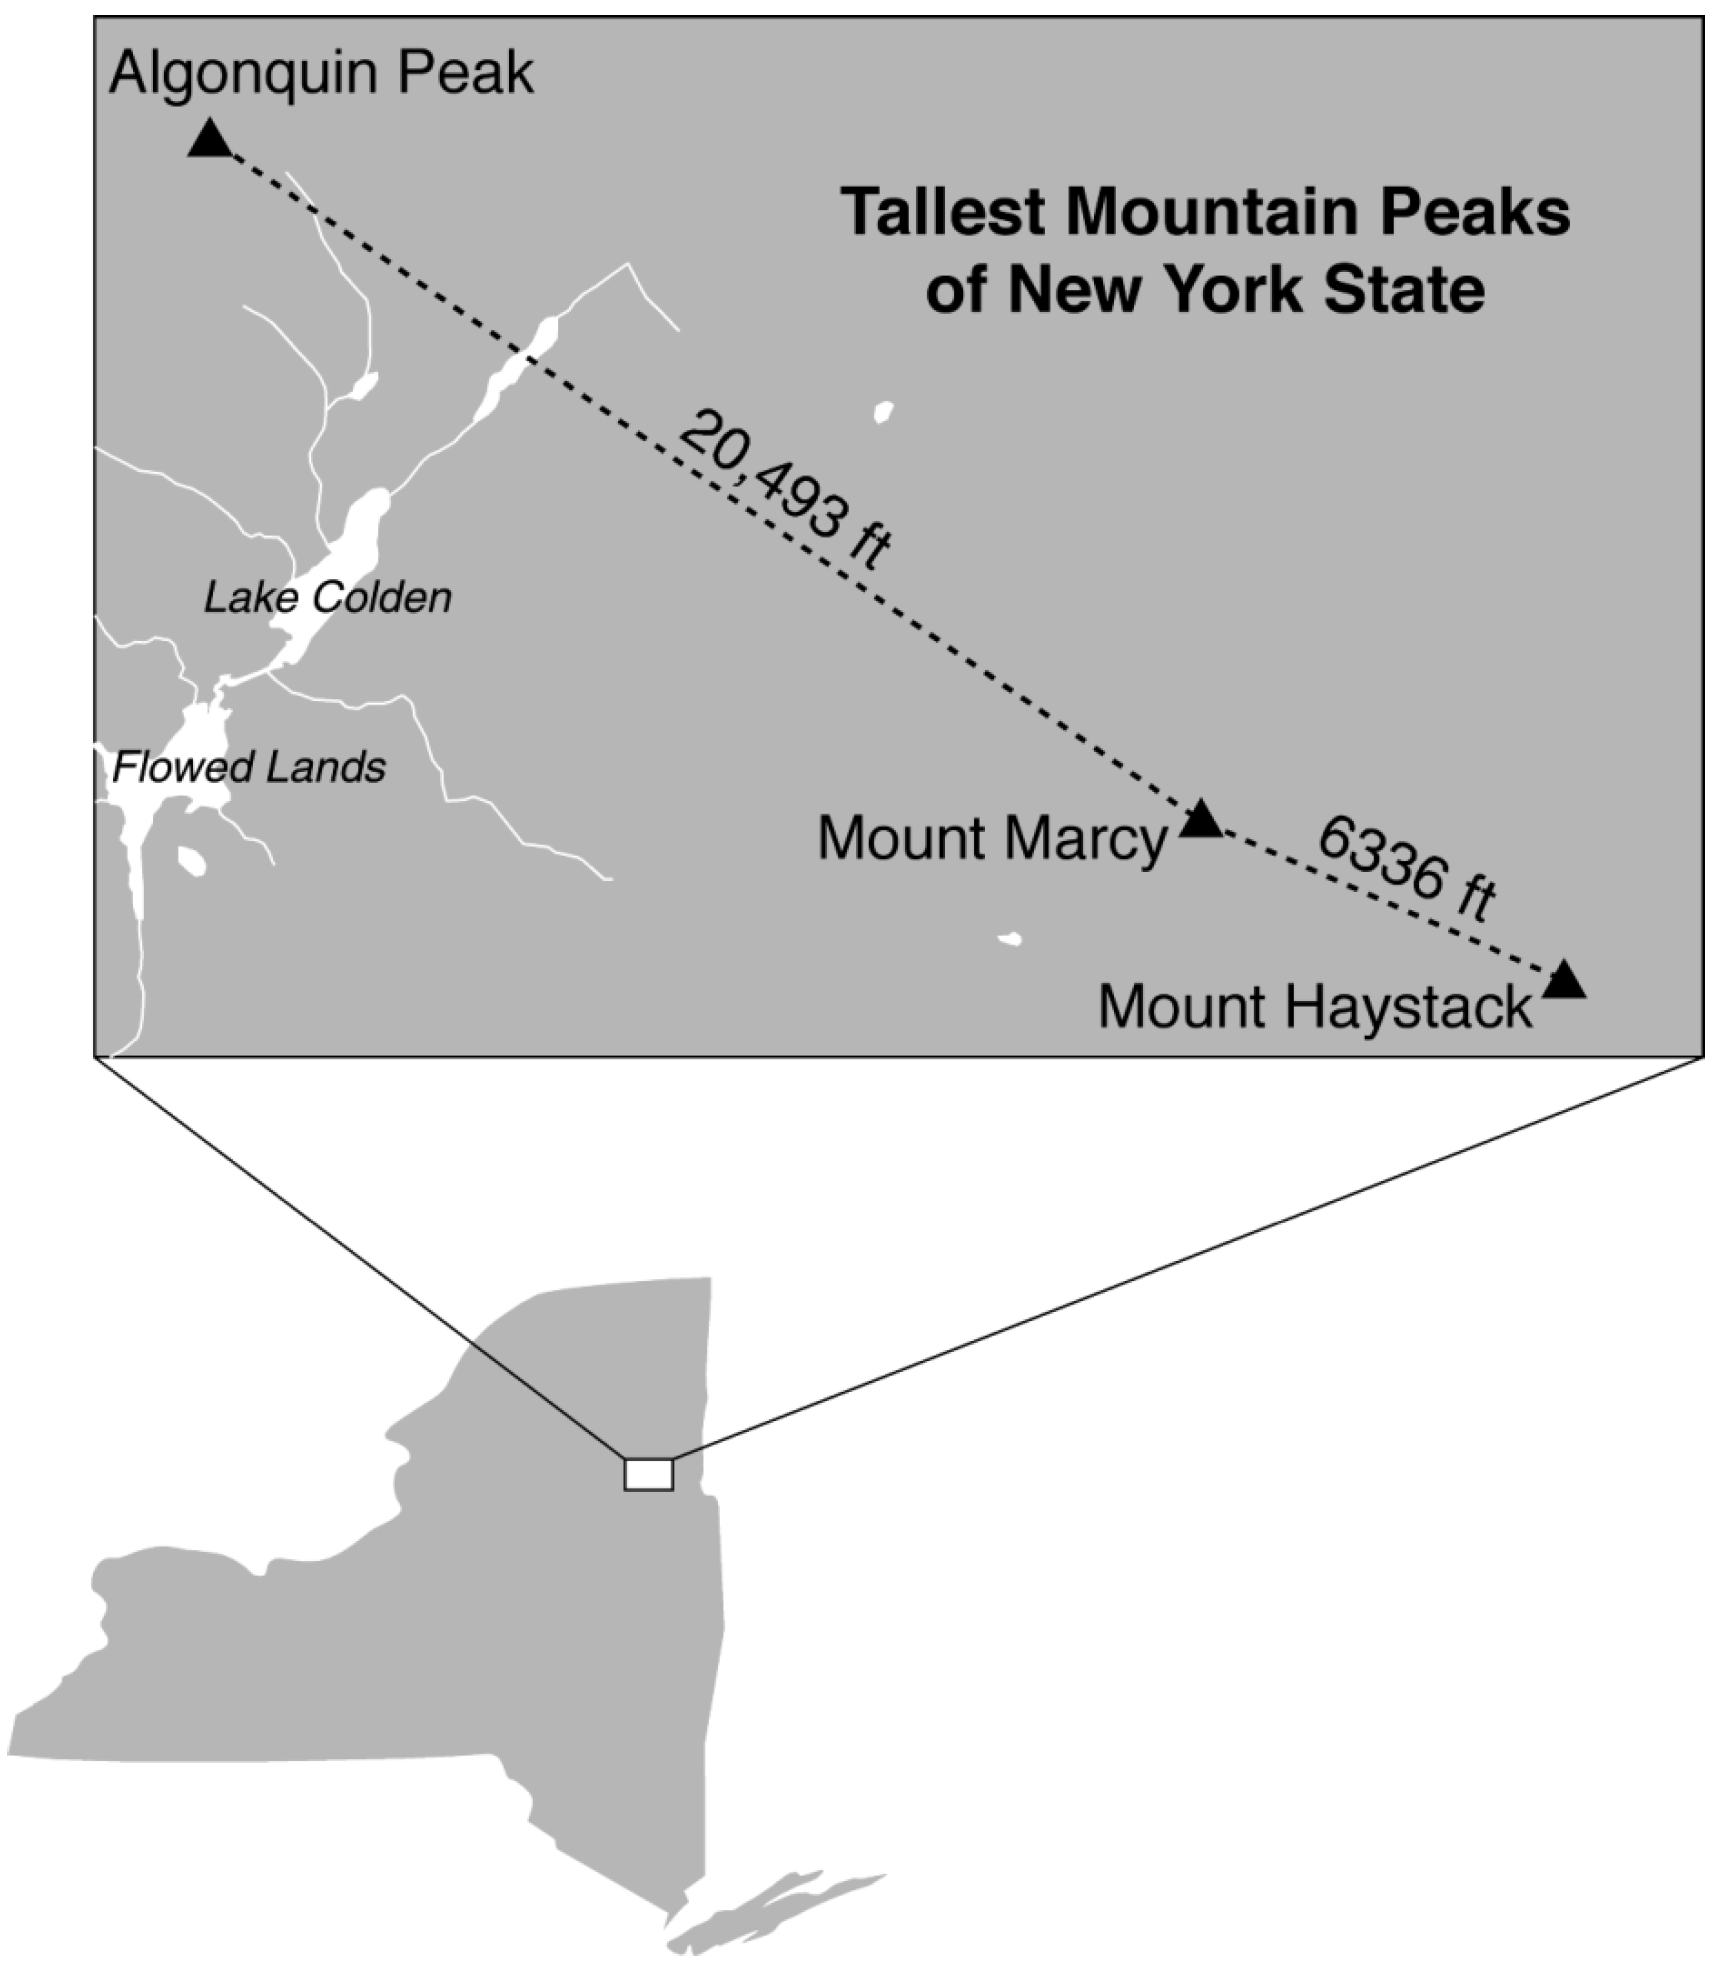 Algonquin Peak
Tallest Mountain Peaks
of New York State
20,493 ft
Lake Colden
Flowed Lands
Mount Marcy
6336 ft
Mount Haystack